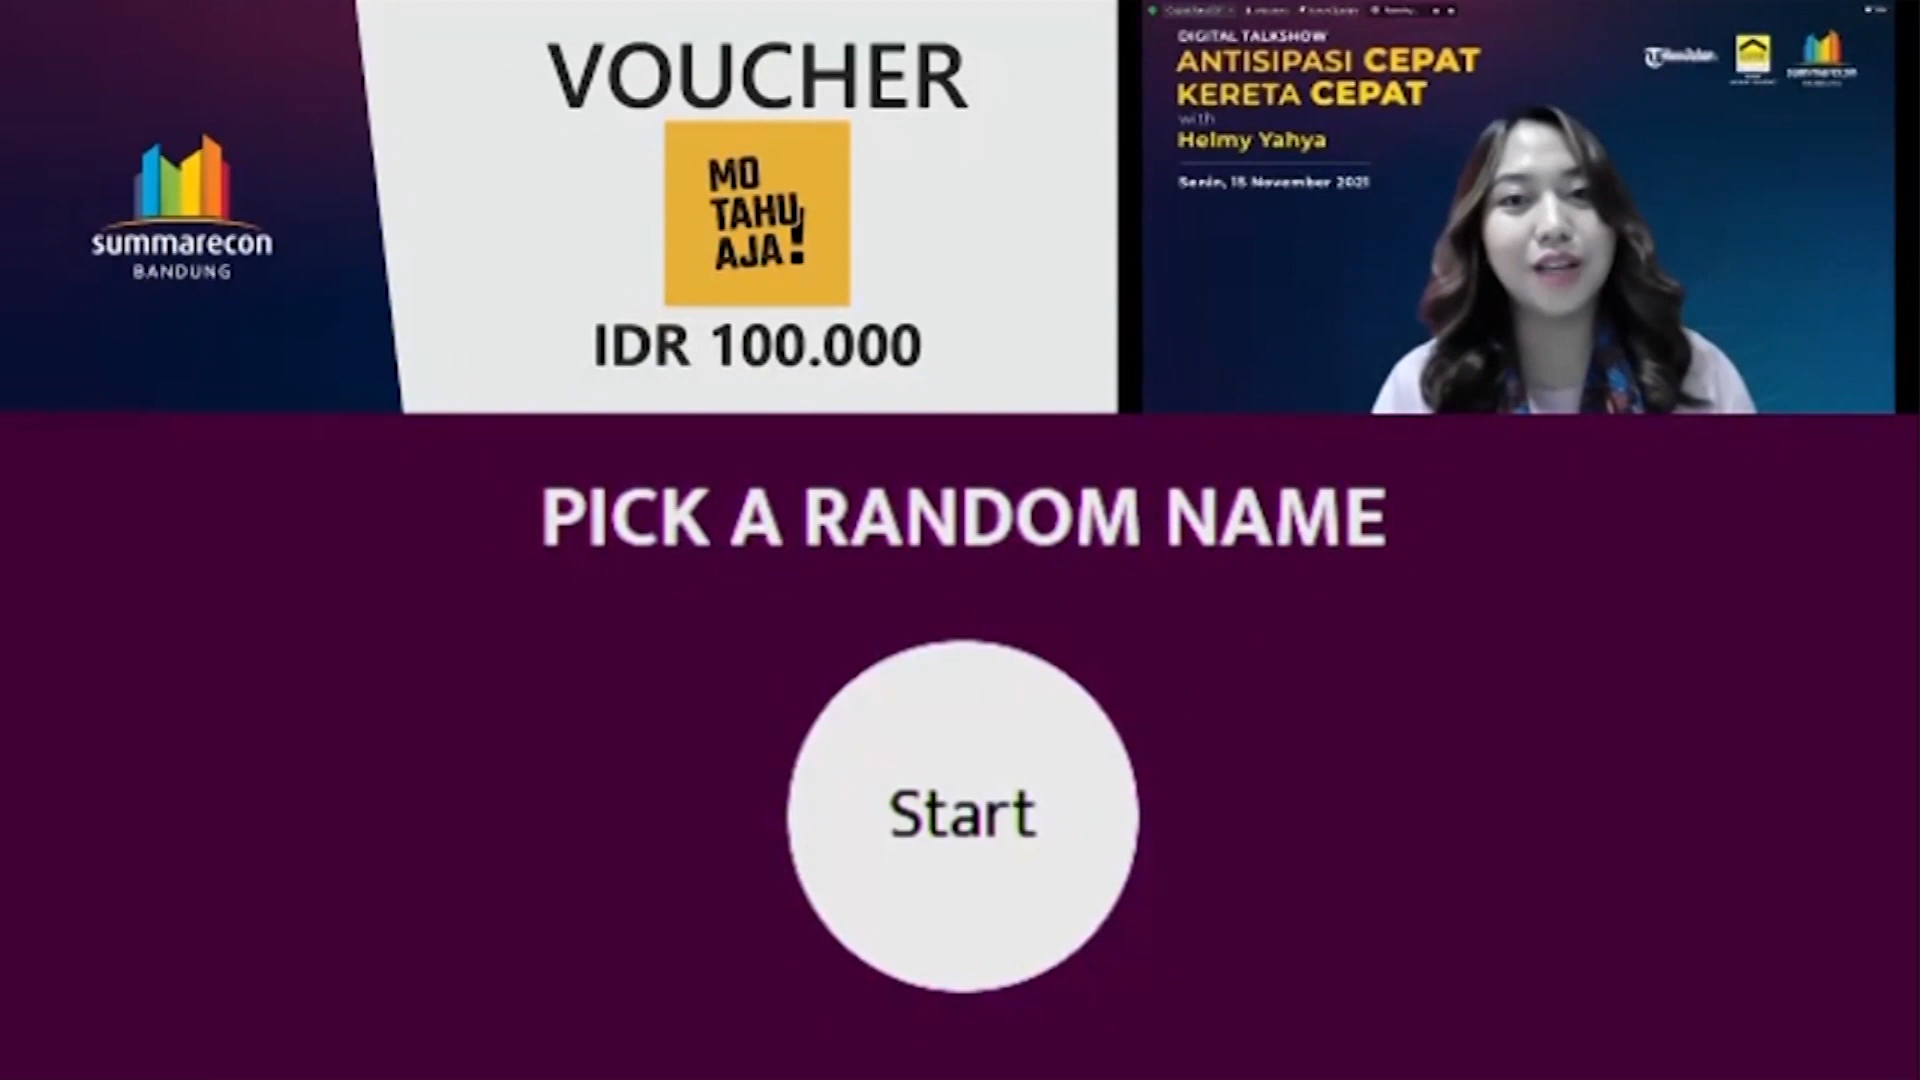 summarecon
BANDUNG
VOUCHER
MO
TAHU
AJA!
IDR 100.000
DIGITAL TALKSHOW
ANTISIPASI CEPAT
KERETA CEPAT
with
Helmy Yahya
Senin, 15 November 2021
summarecon
PICK A RANDOM NAME
Start